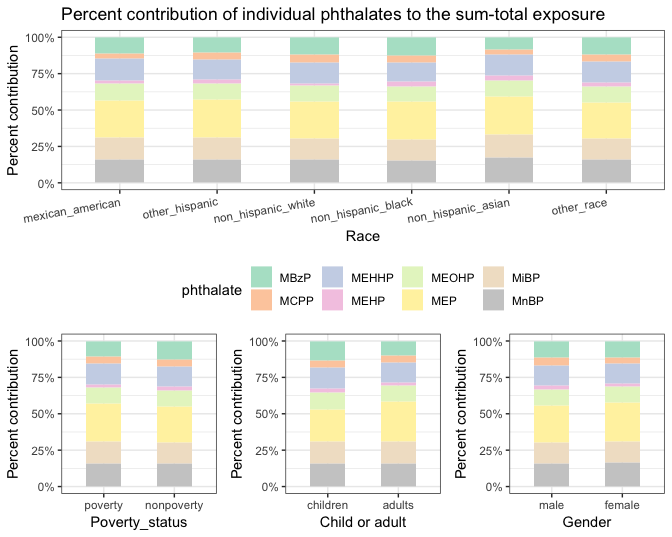 Percent contribution of individual phthalates to the sum-total exposure
Percent contribution
100%
75%
50%
25%
0%
mexican_american
other_hispanic
non_hispanic_white
non_hispanic_black
non_hispanic_asian
other_race
Race
phthalate
MBzP
MEHHP
MEOHP
MiBP
MCPP
MEHP
MEP
MnBP
Percent contribution
100%
75%
50%
25%
0%
poverty
nonpoverty
Poverty_status
Percent contribution
100%
75%
50%
25%
0%
children
adults
Child or adult
Percent contribution
100%
75%
50%
25%
0%
male
female
Gender